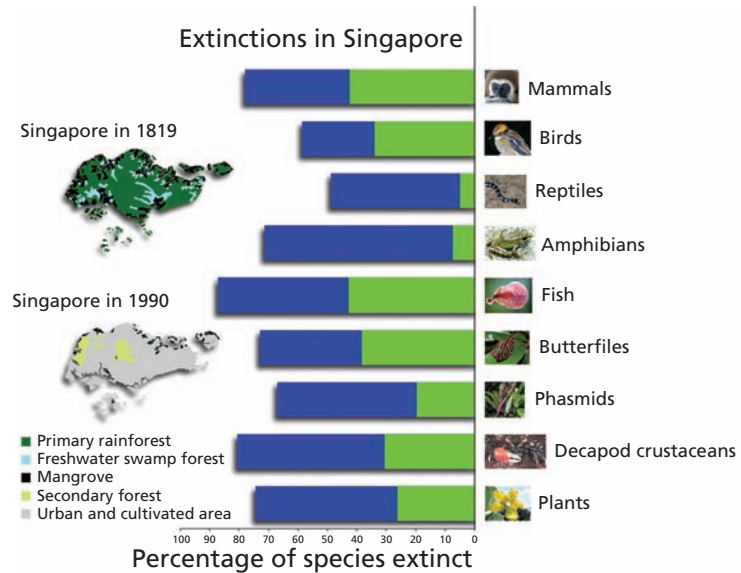 Extinctions in Singapore
Mammals
Singapore in 1819
Birds
Reptiles
Amphibians
Singapore in 1990
Fish
Butterfiles
Phasmids
Primary rainforest
Freshwater swamp forest
Mangrove
Secondary forest
Urban and cultivated area
Decapod crustaceans
Plants
100 90 80 70 60 50 40 30 20 10 0
Percentage of species extinct